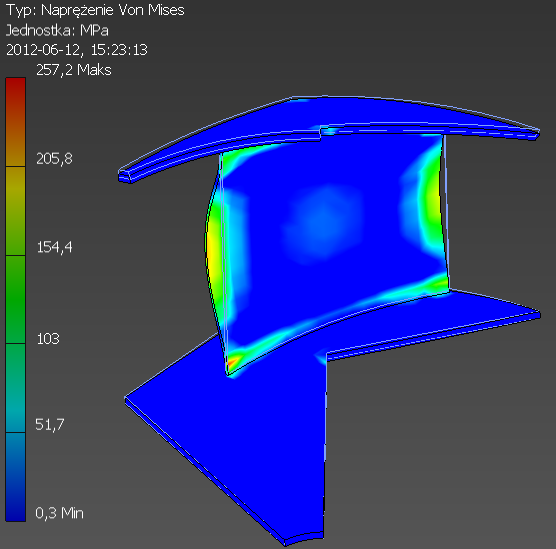 Typ: Naprężenie Von Mises
Jednostka: MPa
2012-06-12, 15:23:13
257,2 Maks
205,8
154,4
103
51,7
0,3 Min